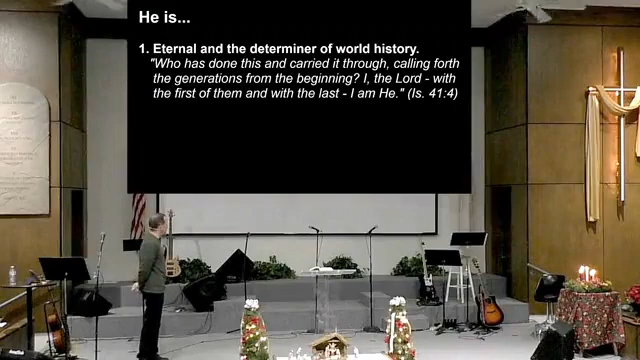 He is...
1. Eternal and the determiner of world history.
"Who has done this and carried it through, calling forth
the generations from the beginning? I, the Lord - with
the first of them and with the last - I am He." (Is. 41:4)